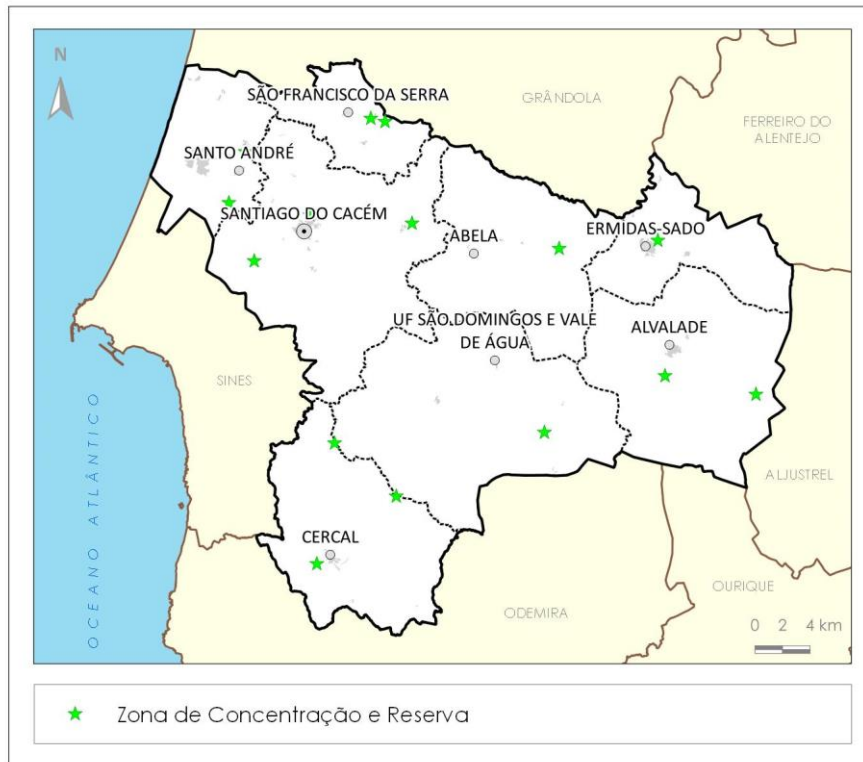 N
SÃO FRANCISCO DA SERRA
GRÂNDOLA
FERREIRO DO
ALENTEJO
SANTO ANDRÉ
SANTIAGO DO CACÉM
ABELA
ERMIDAS-SADO
UF SÃO DOMINGOS E VALE
DE ÁGUA
ALVALADE
SINES
OCEANO ATLÂNTICO
ALJUSTREL
CERCAL
OURIQUE
ODEMIRA
0 2 4 km
Zona de Concentração e Reserva